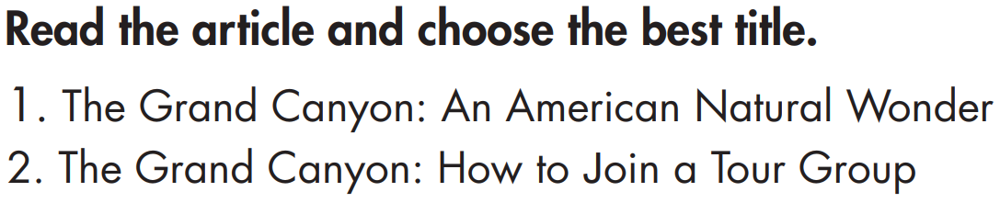 Read the article and choose the best title.
1. The Grand Canyon: An American Natural Wonder
2. The Grand Canyon: How to Join a Tour Group